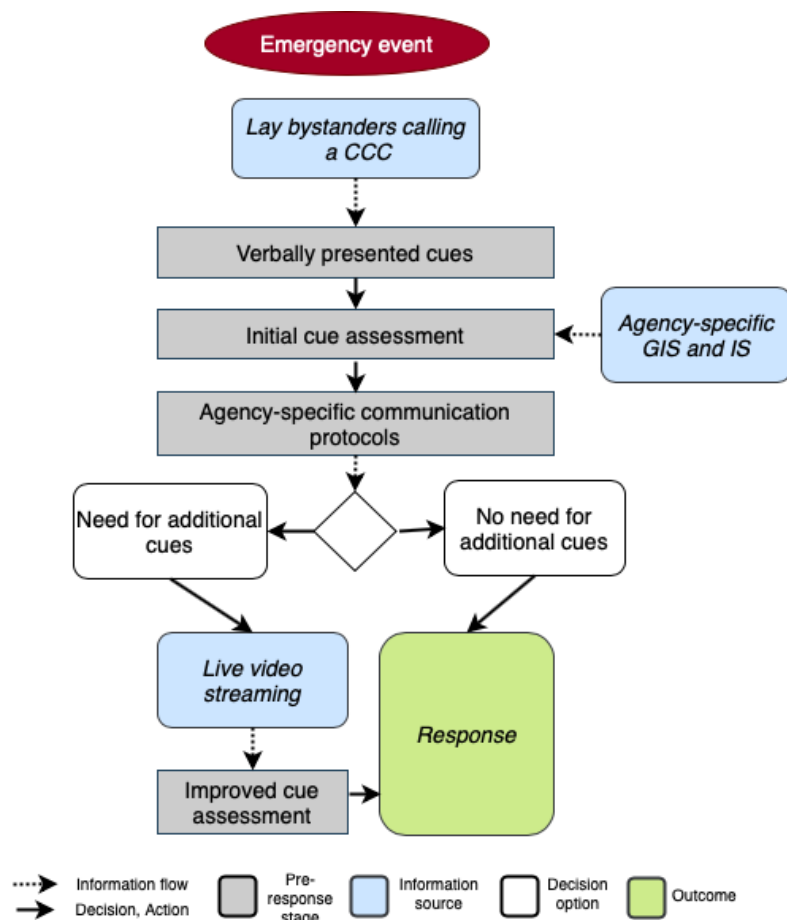 Emergency event
Lay bystanders calling
a CCC
Verbally presented cues
Initial cue assessment
Agency-specific
GIS and IS
Agency-specific communication
protocols
Need for additional
cues
No need for
additional cues
Live video
streaming
Response
Improved cue
assessment
Information flow
Decision, Action
Pre-
response
stage
Information
source
Decision
option
Outcome